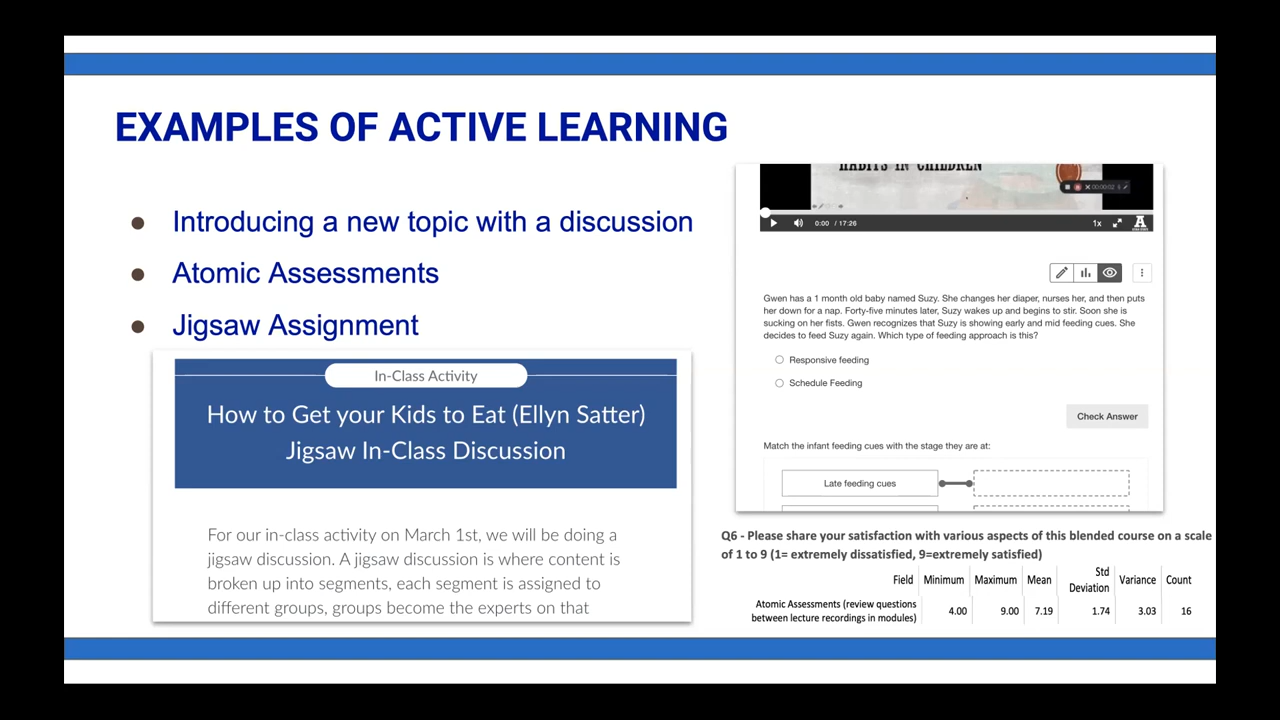 EXAMPLES OF ACTIVE LEARNING
● Introducing a new topic with a discussion
● Atomic Assessments
● Jigsaw Assignment
In-Class Activity
How to Get your Kids to Eat (Ellyn Satter)
Jigsaw In-Class Discussion
For our in-class activity on March 1st, we will be doing a
jigsaw discussion. A jigsaw discussion is where content is
broken up into segments, each segment is assigned to
different groups, groups become the experts on that
HABITS IN CHILDREN
00:00:02
0:00 / 17:26
1x
A
Gwen has a 1 month old baby named Suzy. She changes her diaper, nurses her, and then puts
her down for a nap. Forty-five minutes later, Suzy wakes up and begins to stir. Soon she is
sucking on her fists. Gwen recognizes that Suzy is showing early and mid feeding cues. She
decides to feed Suzy again. Which type of feeding approach is this?
Responsive feeding
Schedule Feeding
Check Answer
Match the infant feeding cues with the stage they are at:
Late feeding cues
Q6 - Please share your satisfaction with various aspects of this blended course on a scale
of 1 to 9 (1= extremely dissatisfied, 9=extremely satisfied)
Field Minimum Maximum Mean Std Deviation Variance Count
Atomic Assessments (review questions
between lecture recordings in modules) 4.00 9.00 7.19 1.74 3.03 16